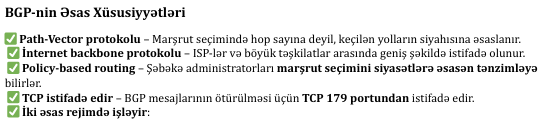 BGP-nin Əsas Xüsusiyyətləri
✅ Path-Vector protokolu – Marşrut seçimində hop sayına deyil, keçilən yolların siyahısına əsaslanır.
✅ İnternet backbone protokolu – ISP-lər və böyük təşkilatlar arasında geniş şəkildə istifadə olunur.
✅ Policy-based routing – Şəbəkə administratorları marşrut seçimini siyasətlərə əsasən tənzimləyə
bilirlər.
✅ TCP istifadə edir – BGP mesajlarının ötürülməsi üçün TCP 179 portundan istifadə edir.
✅ İki əsas rejimdə işləyir: